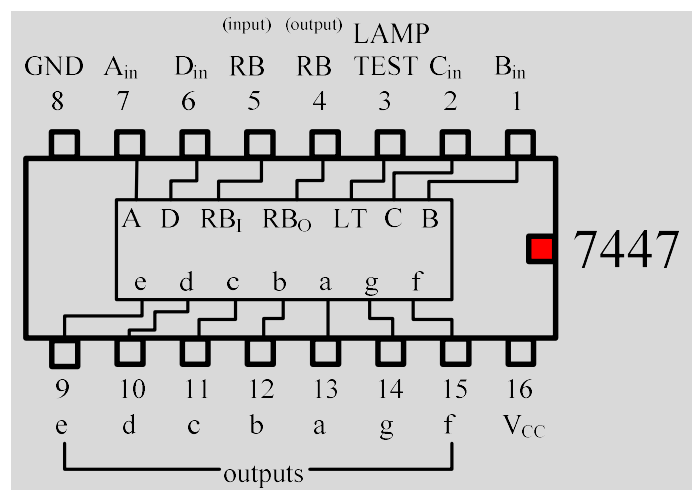 (input) (output) LAMP
GND A_in D_in RB RB TEST C_in B_in
8 7 6 5 4 3 2 1
A D RB_I RB_O LT C B
7447
e d c b a g f
9 10 11 12 13 14 15 16
e d c b a g f V_CC
outputs